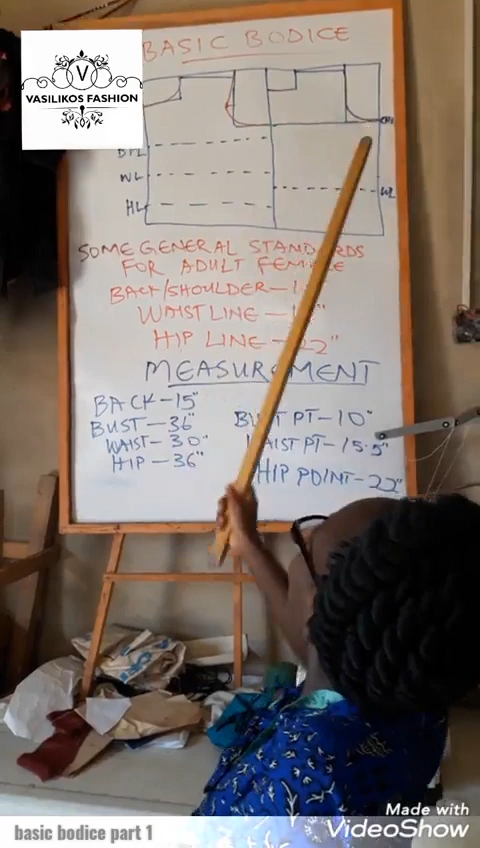 BASIC BODICE
V
VASILIKOS FASHION
WL
HL
WL
SOME GENERAL STANDARDS
FOR ADULT FEMALE
BACK/SHOULDER-
WAIST LINE -
HIP LINE -
MEASUREMENT
BACK-15"
BUST-36"
WAIST-30"
HIP-36"
BUST PT-10"
WAIST PT-15.5"
HIP POINT-22"
Made with
VideoShow
basic bodice part 1